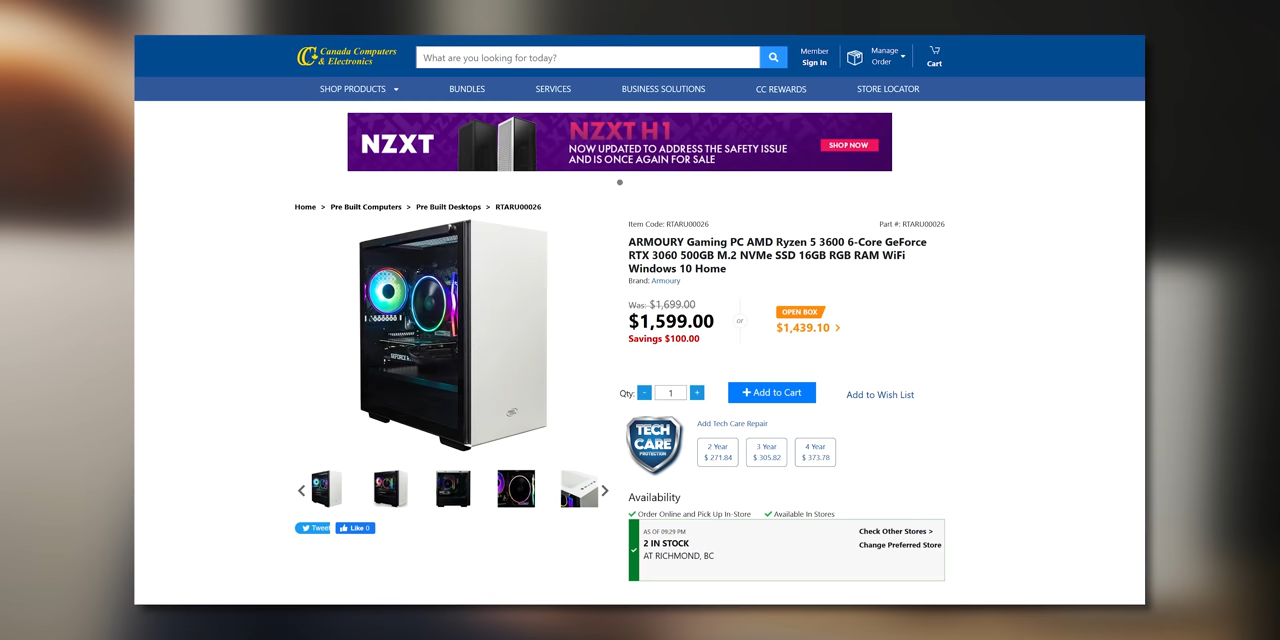 Canada Computers
& Electronics
What are you looking for today?
Member
Sign In
Manage
Order
Cart
SHOP PRODUCTS
BUNDLES
SERVICES
BUSINESS SOLUTIONS
CC REWARDS
STORE LOCATOR
NZXT
NZXT H1
NOW UPDATED TO ADDRESS THE SAFETY ISSUE
AND IS ONCE AGAIN FOR SALE
SHOP NOW
Home > Pre Built Computers > Pre Built Desktops > RTARU00026
Item Code: RTARU00026
Part #: RTARU00026
ARMOURY Gaming PC AMD Ryzen 5 3600 6-Core GeForce
RTX 3060 500GB M.2 NVMe SSD 16GB RGB RAM WiFi
Windows 10 Home
Brand: Armoury
Was: $1,699.00
$1,599.00
Savings $100.00
or
OPEN BOX
$1,439.10 >
Qty: - 1 +
+ Add to Cart
Add to Wish List
TECH
CARE
PROTECTION
Add Tech Care Repair
2 Year
$ 271.84
3 Year
$ 305.82
4 Year
$ 373.78
Tweet
Like 0
Availability
Order Online and Pick Up In-Store
Available In Stores
AS OF 09:29 PM
2 IN STOCK
AT RICHMOND, BC
Check Other Stores >
Change Preferred Store